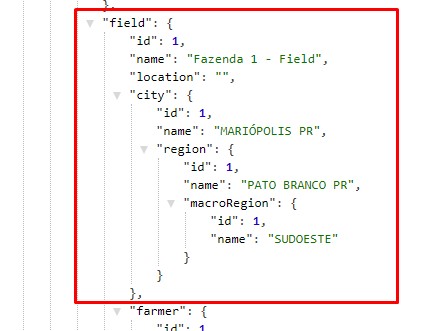 },
"field": {
"id": 1,
"name": "Fazenda 1 - Field",
"location": "",
"city": {
"id": 1,
"name": "MARIÓPOLIS PR",
"region": {
"id": 1,
"name": "PATO BRANCO PR",
"macroRegion": {
"id": 1,
"name": "SUDOESTE"
}
}
},
"farmer": {
"id": 1,